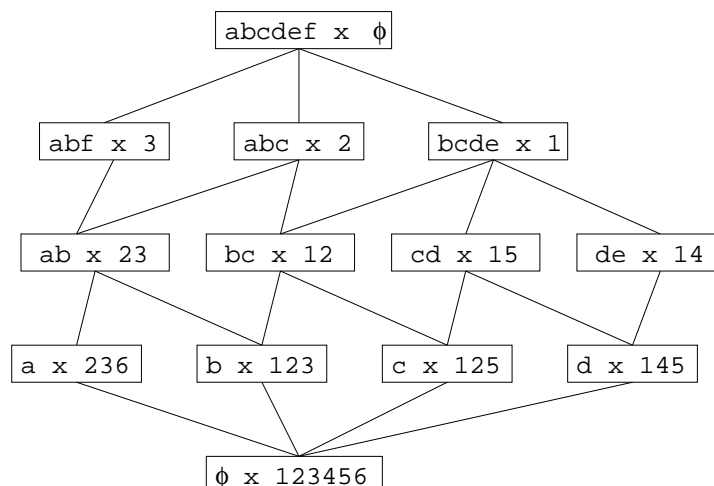 abcdef x ϕ
abf x 3
abc x 2
bcde x 1
ab x 23
bc x 12
cd x 15
de x 14
a x 236
b x 123
c x 125
d x 145
ϕ x 123456